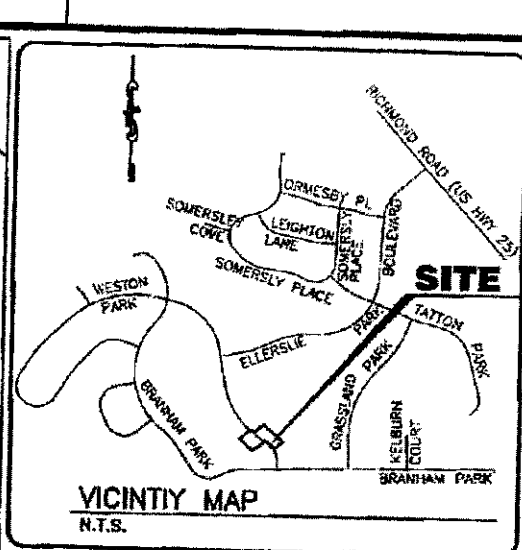 RICHMOND ROAD (US HWY 25)
ORMESBY PL.
SOMERSLEY
COVE
LEIGHTON
LANE
SOMERSLY
PLACE
BOULEVARD
SOMERSLY PLACE
SITE
WESTON
PARK
PARK
TATTON
PARK
ELLERSLIE
GRASSLAND PARK
BRANHAM PARK
KELBURN
COURT
BRANHAM PARK
VICINTIY MAP
N.T.S.